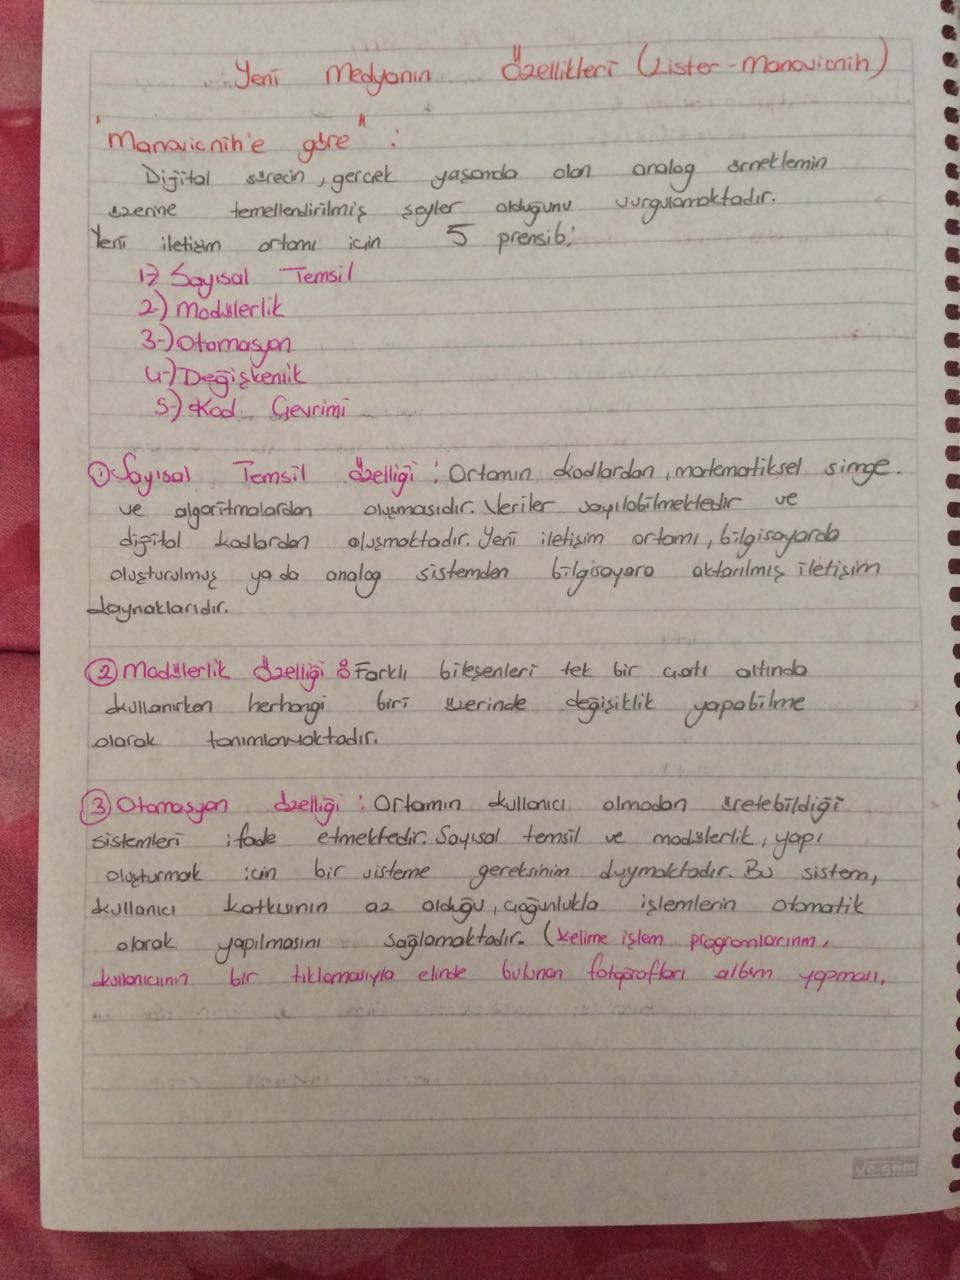 Yeni Medyanın Özellikleri (Lister-Manovicnih)
"Manovicnih'e göre" :
Dijital sürecin, gerçek yaşamda olan analog örneklemin
üzerine temellendirilmiş şeyler olduğunu vurgulamaktadır.
Yeni iletişim ortamı için 5 prensib:
1-) Sayısal Temsil
2-) Modülerlik
3-) Otomasyon
4-) Değişkenlik
5-) Kod Çevrimi
① Sayısal Temsil Özelliği : Ortamın kodlardan, matematiksel simge.
ve algoritmalardan oluşmasıdır. Veriler sayılabilmektedir ve
dijital kodlardan oluşmaktadır. Yeni iletişim ortamı, bilgisayarda
oluşturulmuş ya da analog sistemden bilgisayara aktarılmış iletişim
kaynaklarıdır.
② Modülerlik Özelliği : Farklı bileşenleri tek bir çatı altında
kullanırken herhangi biri üzerinde değişiklik yapabilme
olarak tanımlamaktadır.
③ Otomasyon özelliği : Ortamın kullanıcı olmadan üretebildiği
sistemleri ifade etmektedir. Sayısal temsil ve modülerlik, yapı
oluşturmak için bir sisteme gereksinim duymaktadır. Bu sistem,
kullanıcı katkısının az olduğu, çoğunlukla işlemlerin otomatik
olarak yapılmasını sağlamaktadır. (Kelime işlem programlarının,
kullanıcının bir tıklamasıyla elinde bulunan fotoğrafları albüm yapması,